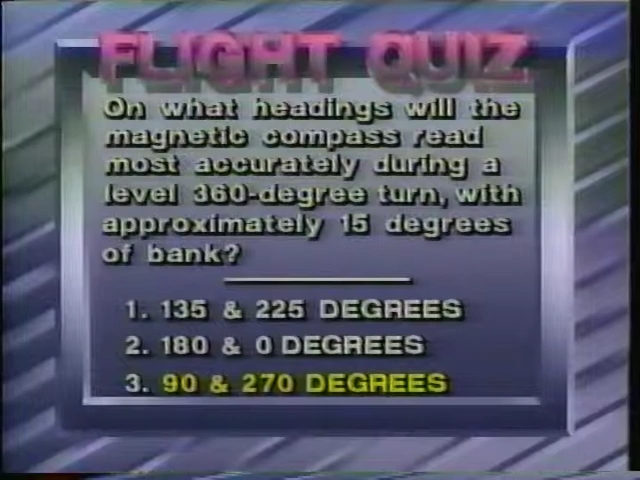 FLIGHT QUIZ
On what headings will the
magnetic compass read
most accurately during a
level 360-degree turn, with
approximately 15 degrees
of bank?
1. 135 & 225 DEGREES
2. 180 & 0 DEGREES
3. 90 & 270 DEGREES